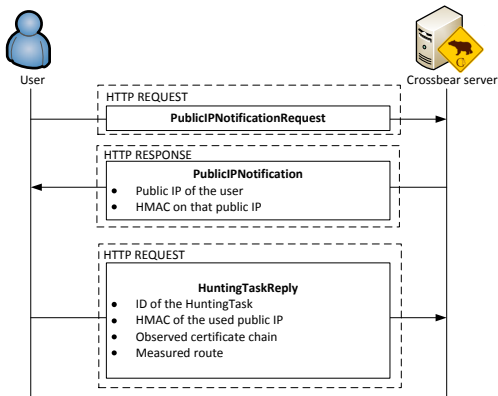 User
Crossbear server
C
HTTP REQUEST
PublicIPNotificationRequest
HTTP RESPONSE
PublicIPNotification
• Public IP of the user
• HMAC on that public IP
HTTP REQUEST
HuntingTaskReply
• ID of the HuntingTask
• HMAC of the used public IP
• Observed certificate chain
• Measured route